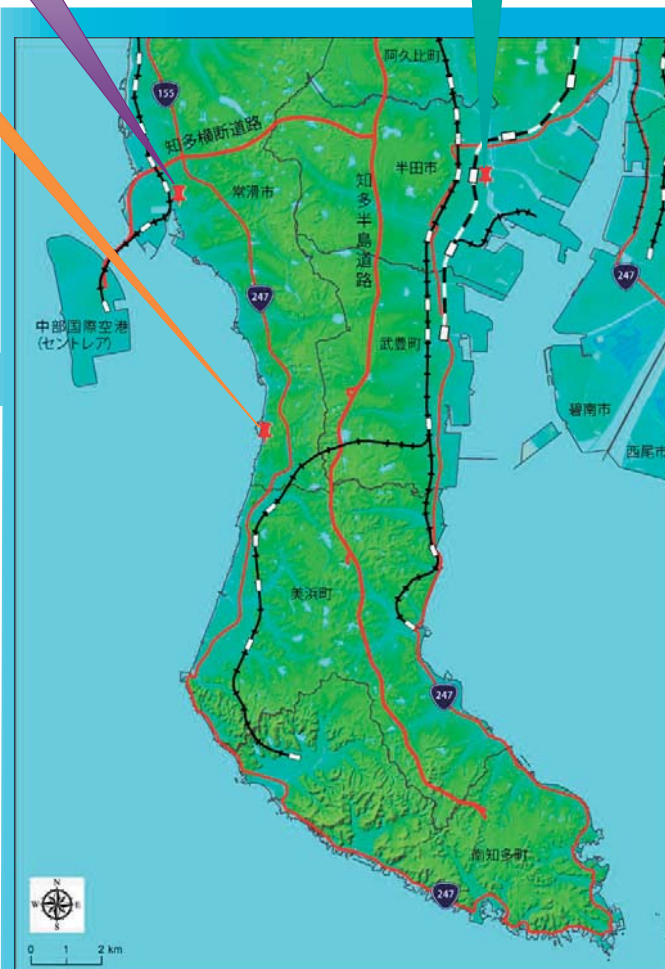 阿久比町
155
知多横断道路
半田市
常滑市
知多半島道路
247
247
中部国際空港
(セントレア)
武豊町
碧南市
西尾市
美浜町
247
南知多町
247
N
W E
S
0 1 2 km